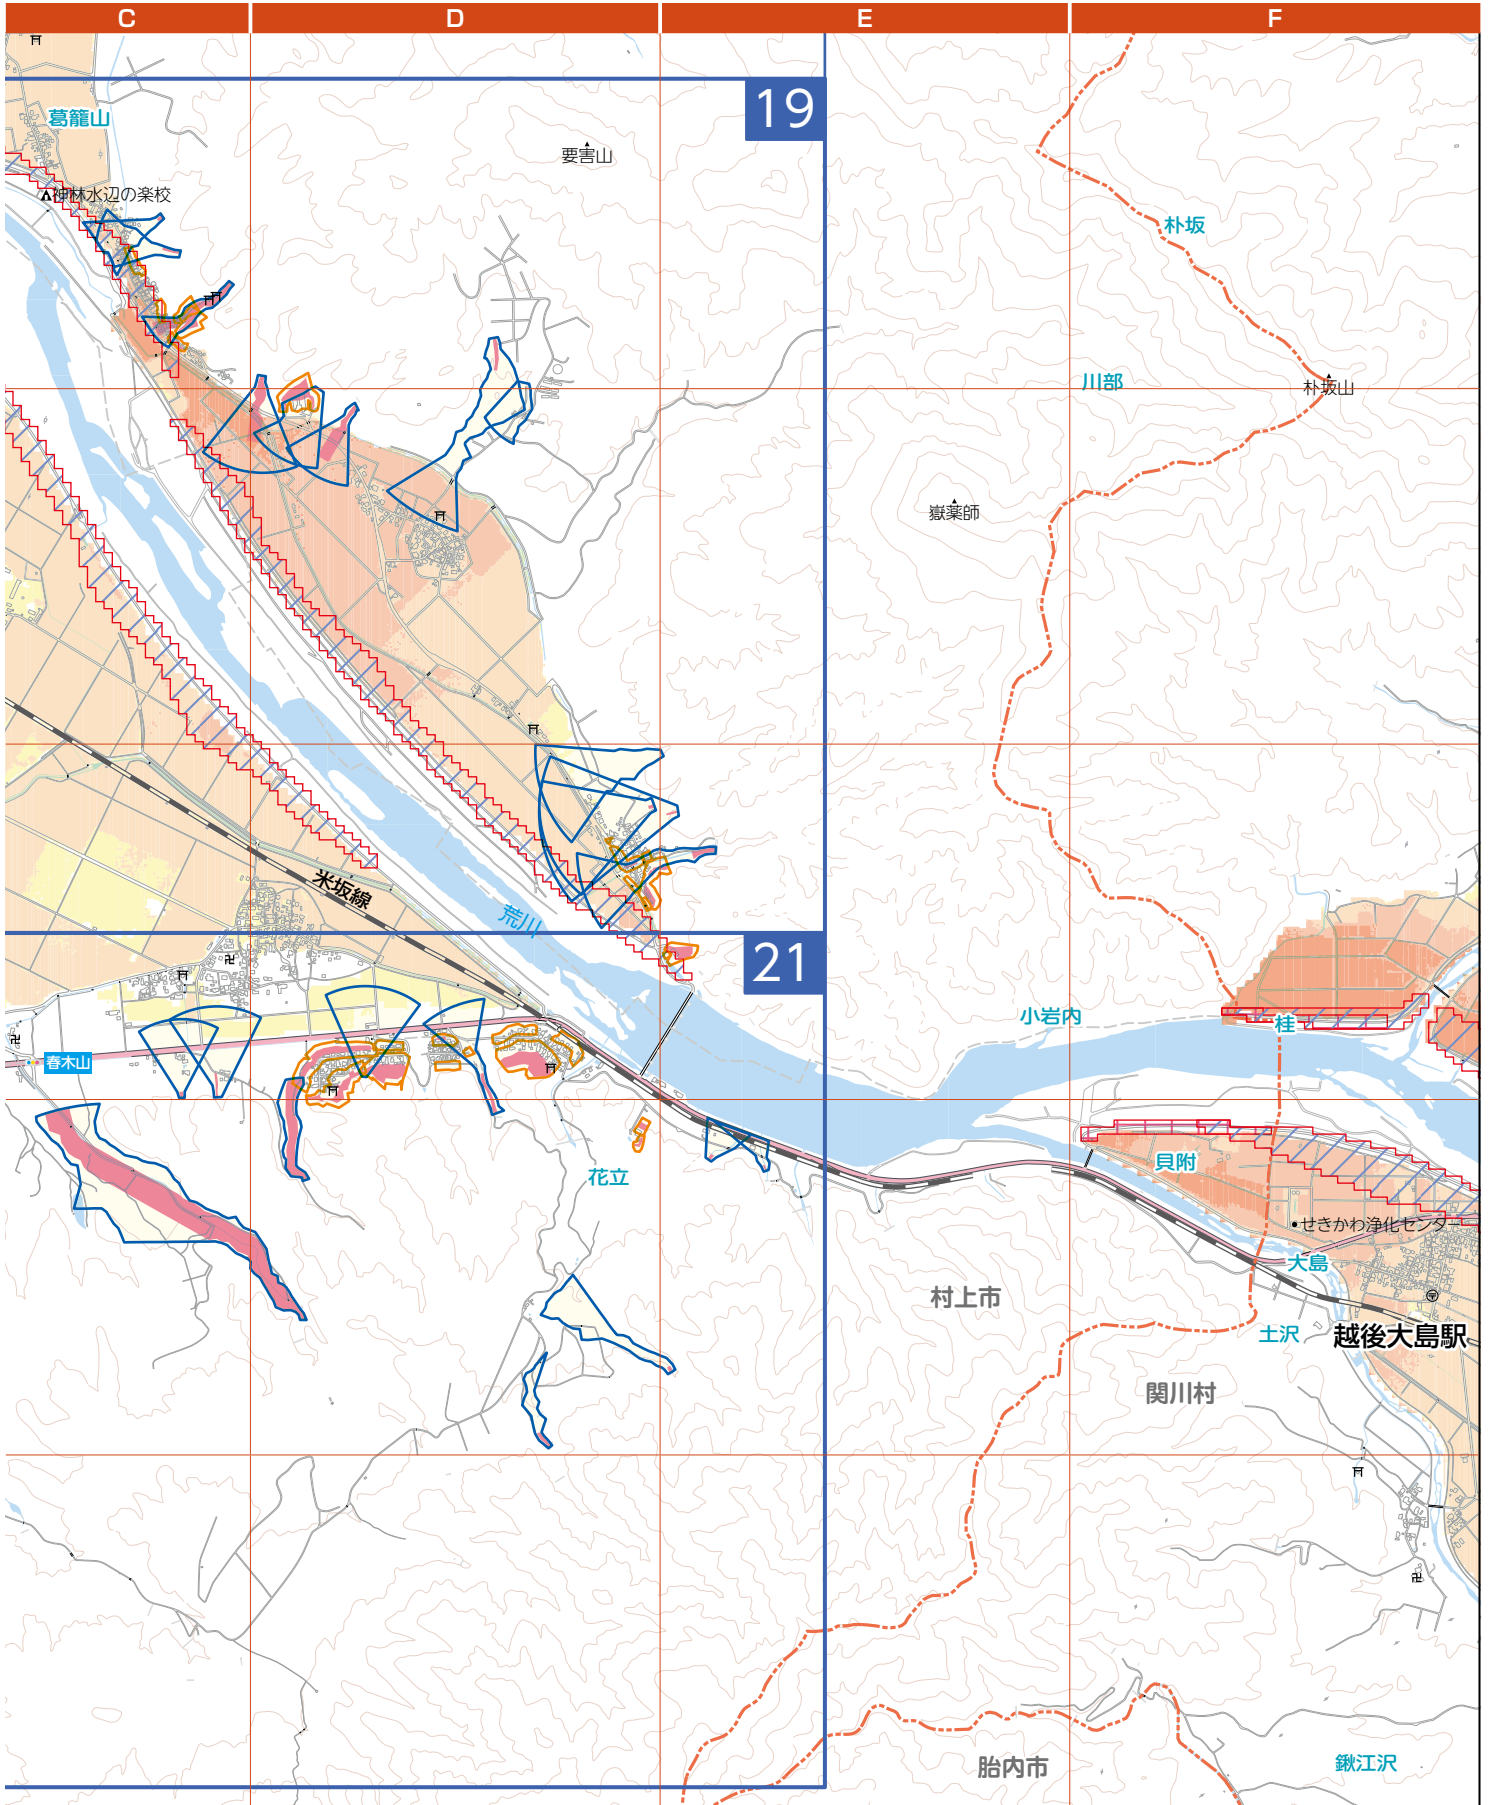 C
D
E
F
19
葛籠山
要害山
神林水辺の楽校
朴坂
川部
朴坂山
嶽薬師
米坂線
荒川
21
小岩内
桂
春木山
貝附
花立
せきかわ浄化センター
大島
村上市
土沢
越後大島駅
関川村
胎内市
鍬江沢